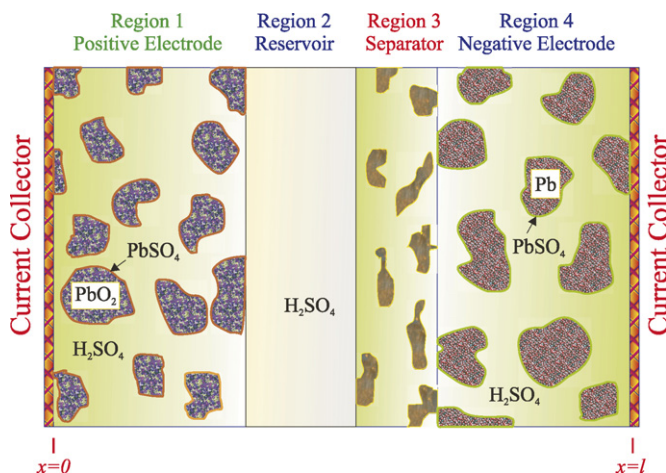 Region 1
Positive Electrode
Region 2
Reservoir
Region 3
Separator
Region 4
Negative Electrode
Current Collector
PbSO₄
PbO₂
H₂SO₄
H₂SO₄
Pb
PbSO₄
H₂SO₄
Current Collector
x=0
x=l